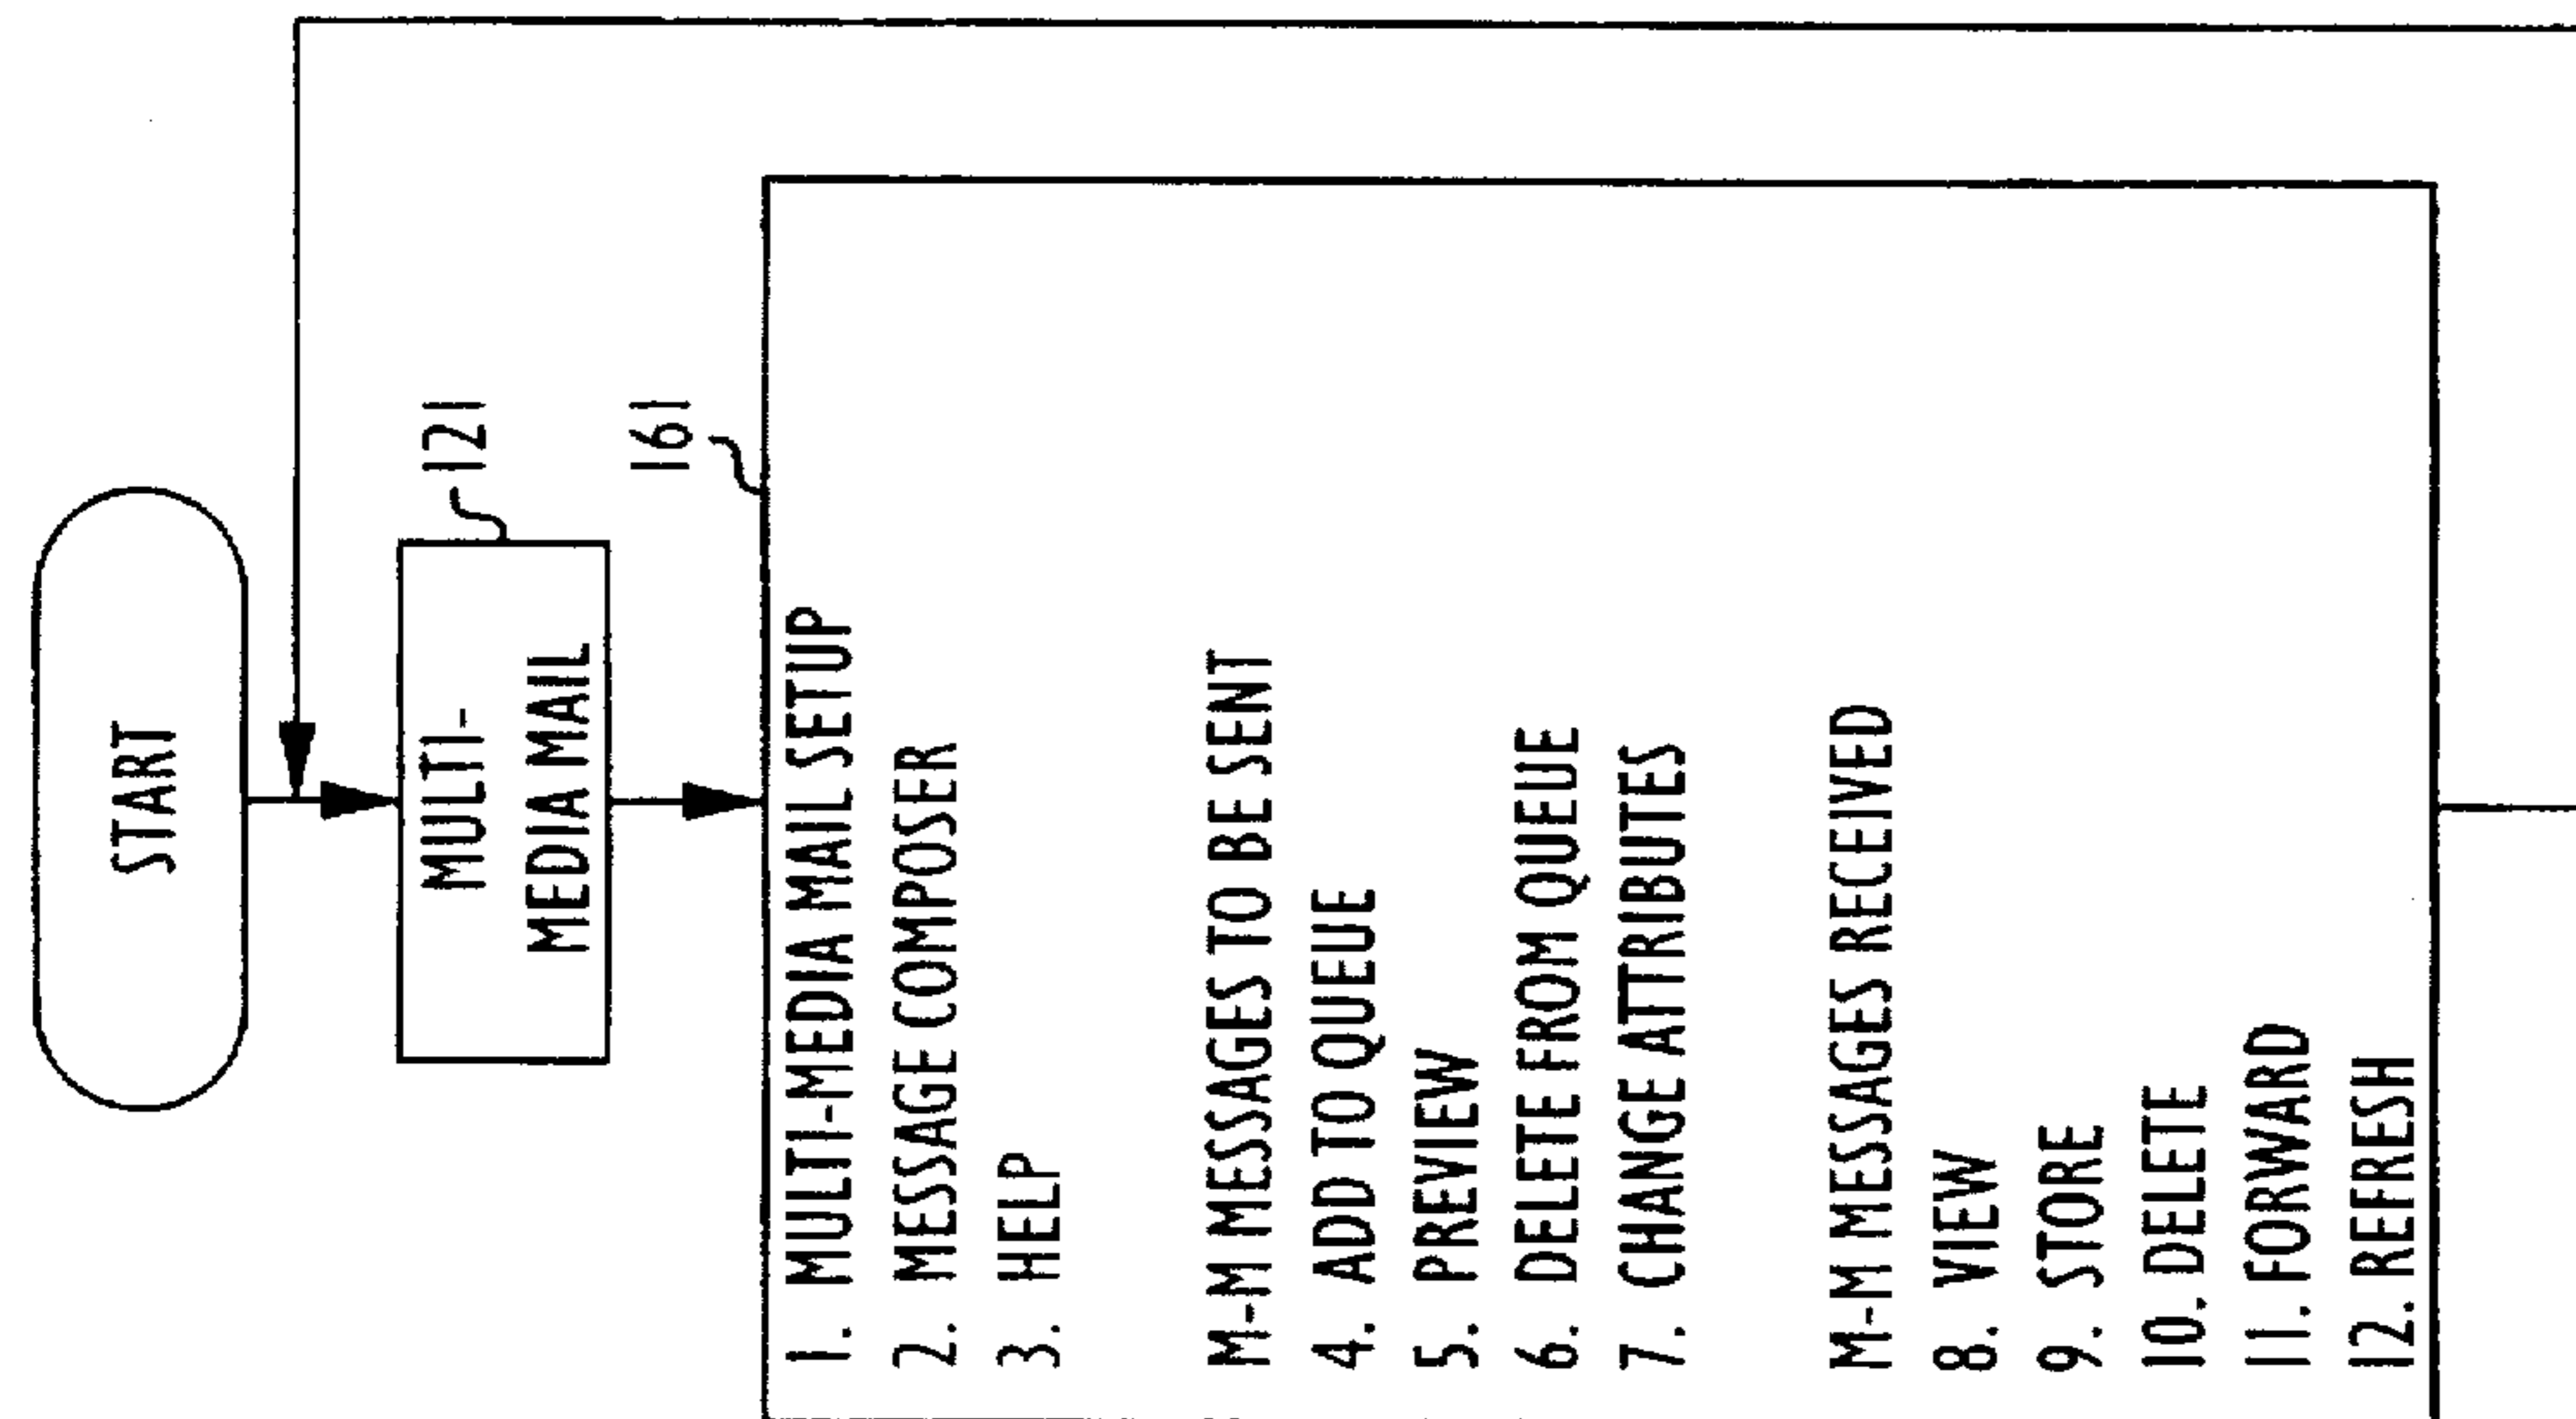 START
MULTI-
MEDIA MAIL
121
161
1. MULTI-MEDIA MAIL SETUP
2. MESSAGE COMPOSER
3. HELP
M-M MESSAGES TO BE SENT
4. ADD TO QUEUE
5. PREVIEW
6. DELETE FROM QUEUE
7. CHANGE ATTRIBUTES
M-M MESSAGES RECEIVED
8. VIEW
9. STORE
10. DELETE
11. FORWARD
12. REFRESH